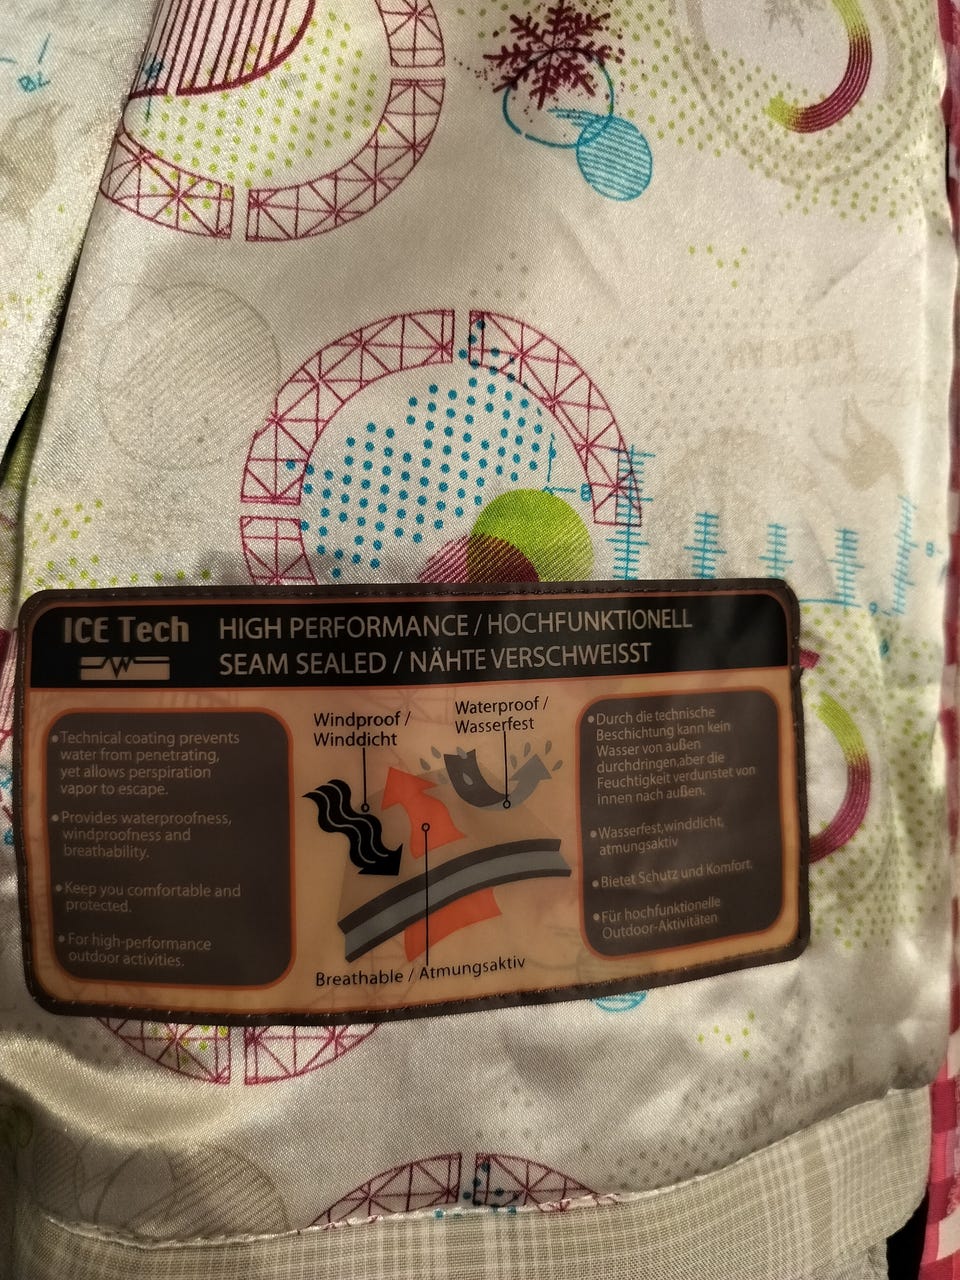 ICE Tech
HIGH PERFORMANCE / HOCHFUNKTIONELL
SEAM SEALED / NÄHTE VERSCHWEISST
• Technical coating prevents
water from penetrating,
yet allows perspiration
vapor to escape.
• Provides waterproofness,
windproofness and
breathability.
• Keep you comfortable and
protected.
• For high-performance
outdoor activities.
Windproof /
Winddicht
Waterproof /
Wasserfest
Breathable / Atmungsaktiv
• Durch die technische
Beschichtung kann kein
Wasser von außen
durchdringen,aber die
Feuchtigkeit verdunstet von
innen nach außen.
• Wasserfest,winddicht,
atmungsaktiv
• Bietet Schutz und Komfort.
• Für hochfunktionelle
Outdoor-Aktivitäten